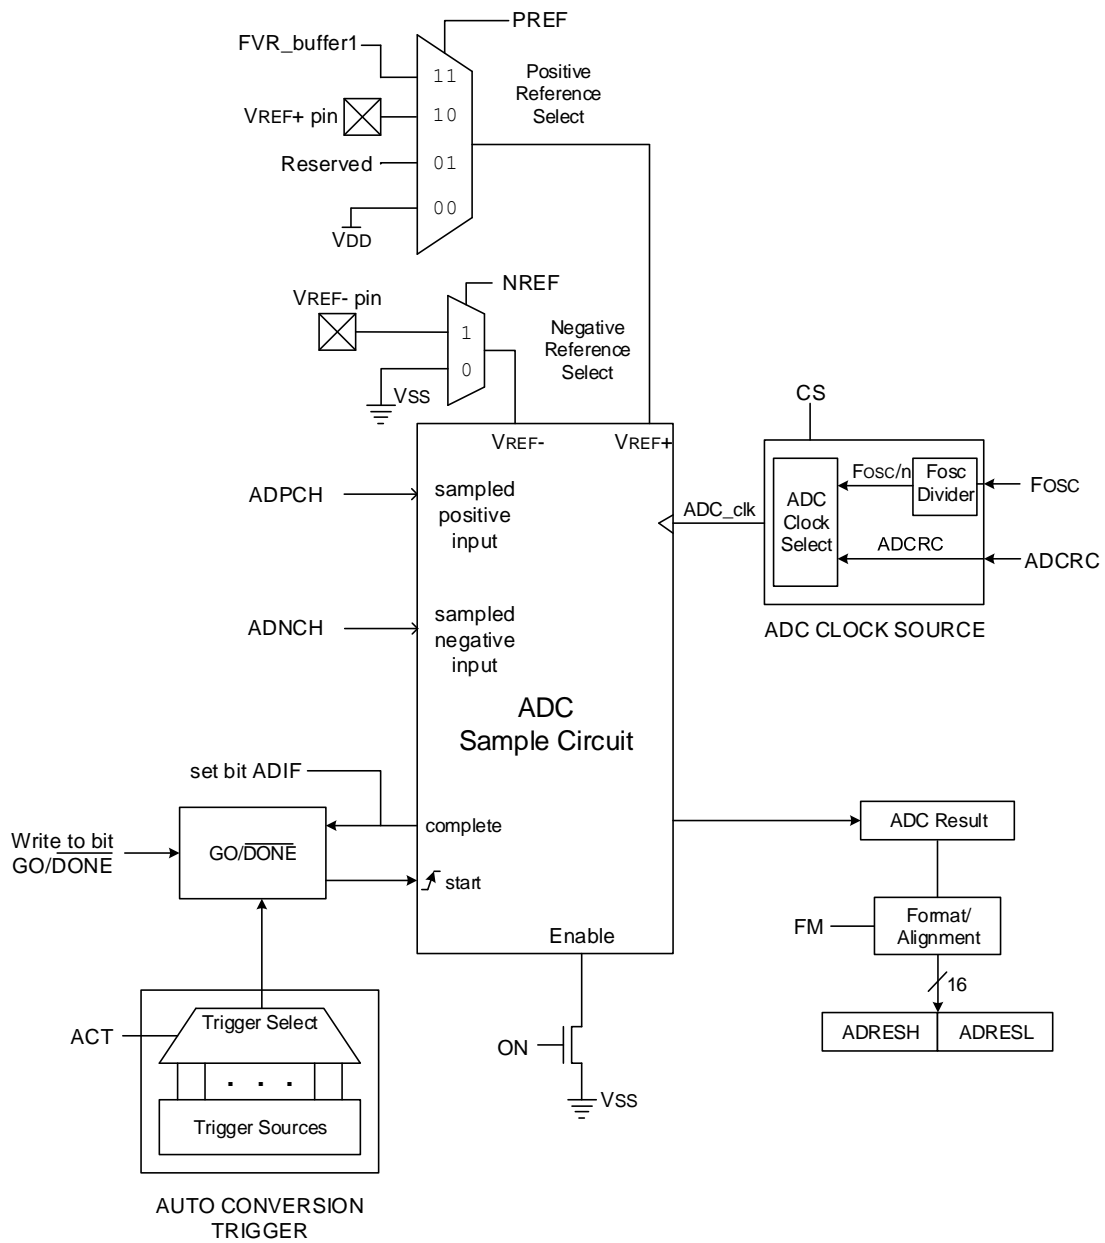 PREF
FVR_buffer1
11
Positive
Reference
Select
VREF+ pin
10
Reserved
01
00
VDD
NREF
VREF- pin
1
Negative
Reference
Select
0
VSS
CS
VREF-
VREF+
ADPCH
sampled
positive
input
ADC_clk
ADC
Clock
Select
FOSC/n
Fosc
Divider
FOSC
ADCRC
ADCRC
ADC CLOCK SOURCE
ADNCH
sampled
negative
input
ADC
Sample Circuit
set bit ADIF
complete
Write to bit
GO/DONE
GO/DONE
start
ADC Result
FM
Format/
Alignment
16
ADRESH
ADRESL
Enable
ON
VSS
ACT
Trigger Select
. . .
Trigger Sources
AUTO CONVERSION
TRIGGER